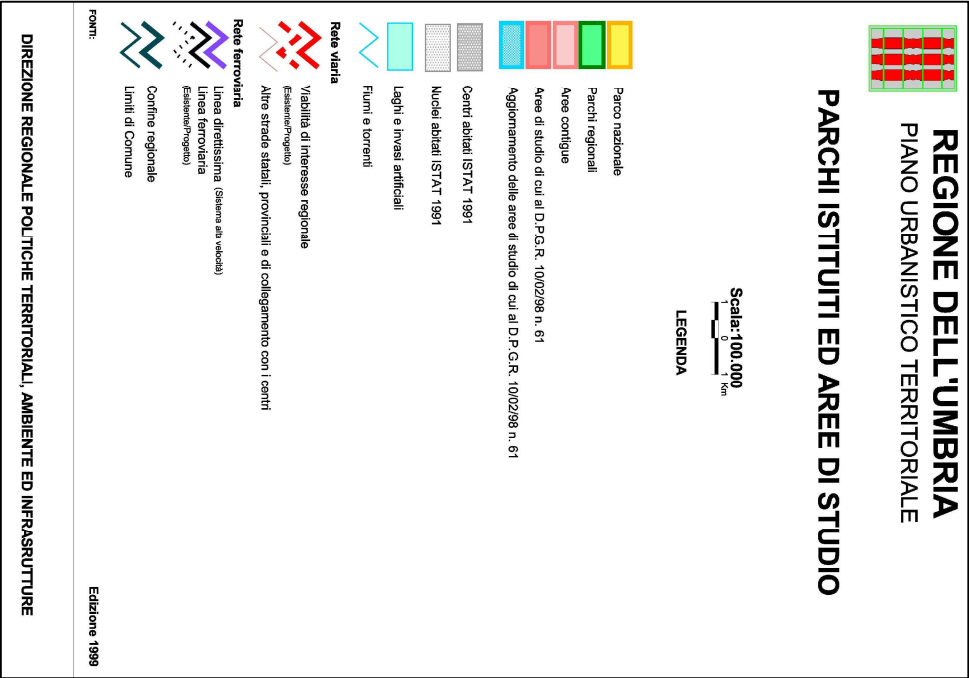 REGIONE DELL'UMBRIA
PIANO URBANISTICO TERRITORIALE
PARCHI ISTITUITI ED AREE DI STUDIO
Scala:100.000
1 0 1 Km
LEGENDA
Parco nazionale
Parchi regionali
Aree contigue
Aree di studio di cui al D.P.G.R. 10/02/98 n. 61
Aggiornamento delle aree di studio di cui al D.P.G.R. 10/02/98 n. 61
Centri abitati ISTAT 1991
Nuclei abitati ISTAT 1991
Laghi e invasi artificiali
Fiumi e torrenti
Rete viaria
Viabilità di interesse regionale
(Esistente/Progetto)
Altre strade statali, provinciali e di collegamento con i centri
Rete ferroviaria
Linea direttissima (Sistema alta velocità)
Linea ferroviaria
(Esistente/Progetto)
Confine regionale
Limiti di Comune
FONTI:
Edizione 1999
DIREZIONE REGIONALE POLITICHE TERRITORIALI, AMBIENTE ED INFRASRUTTURE